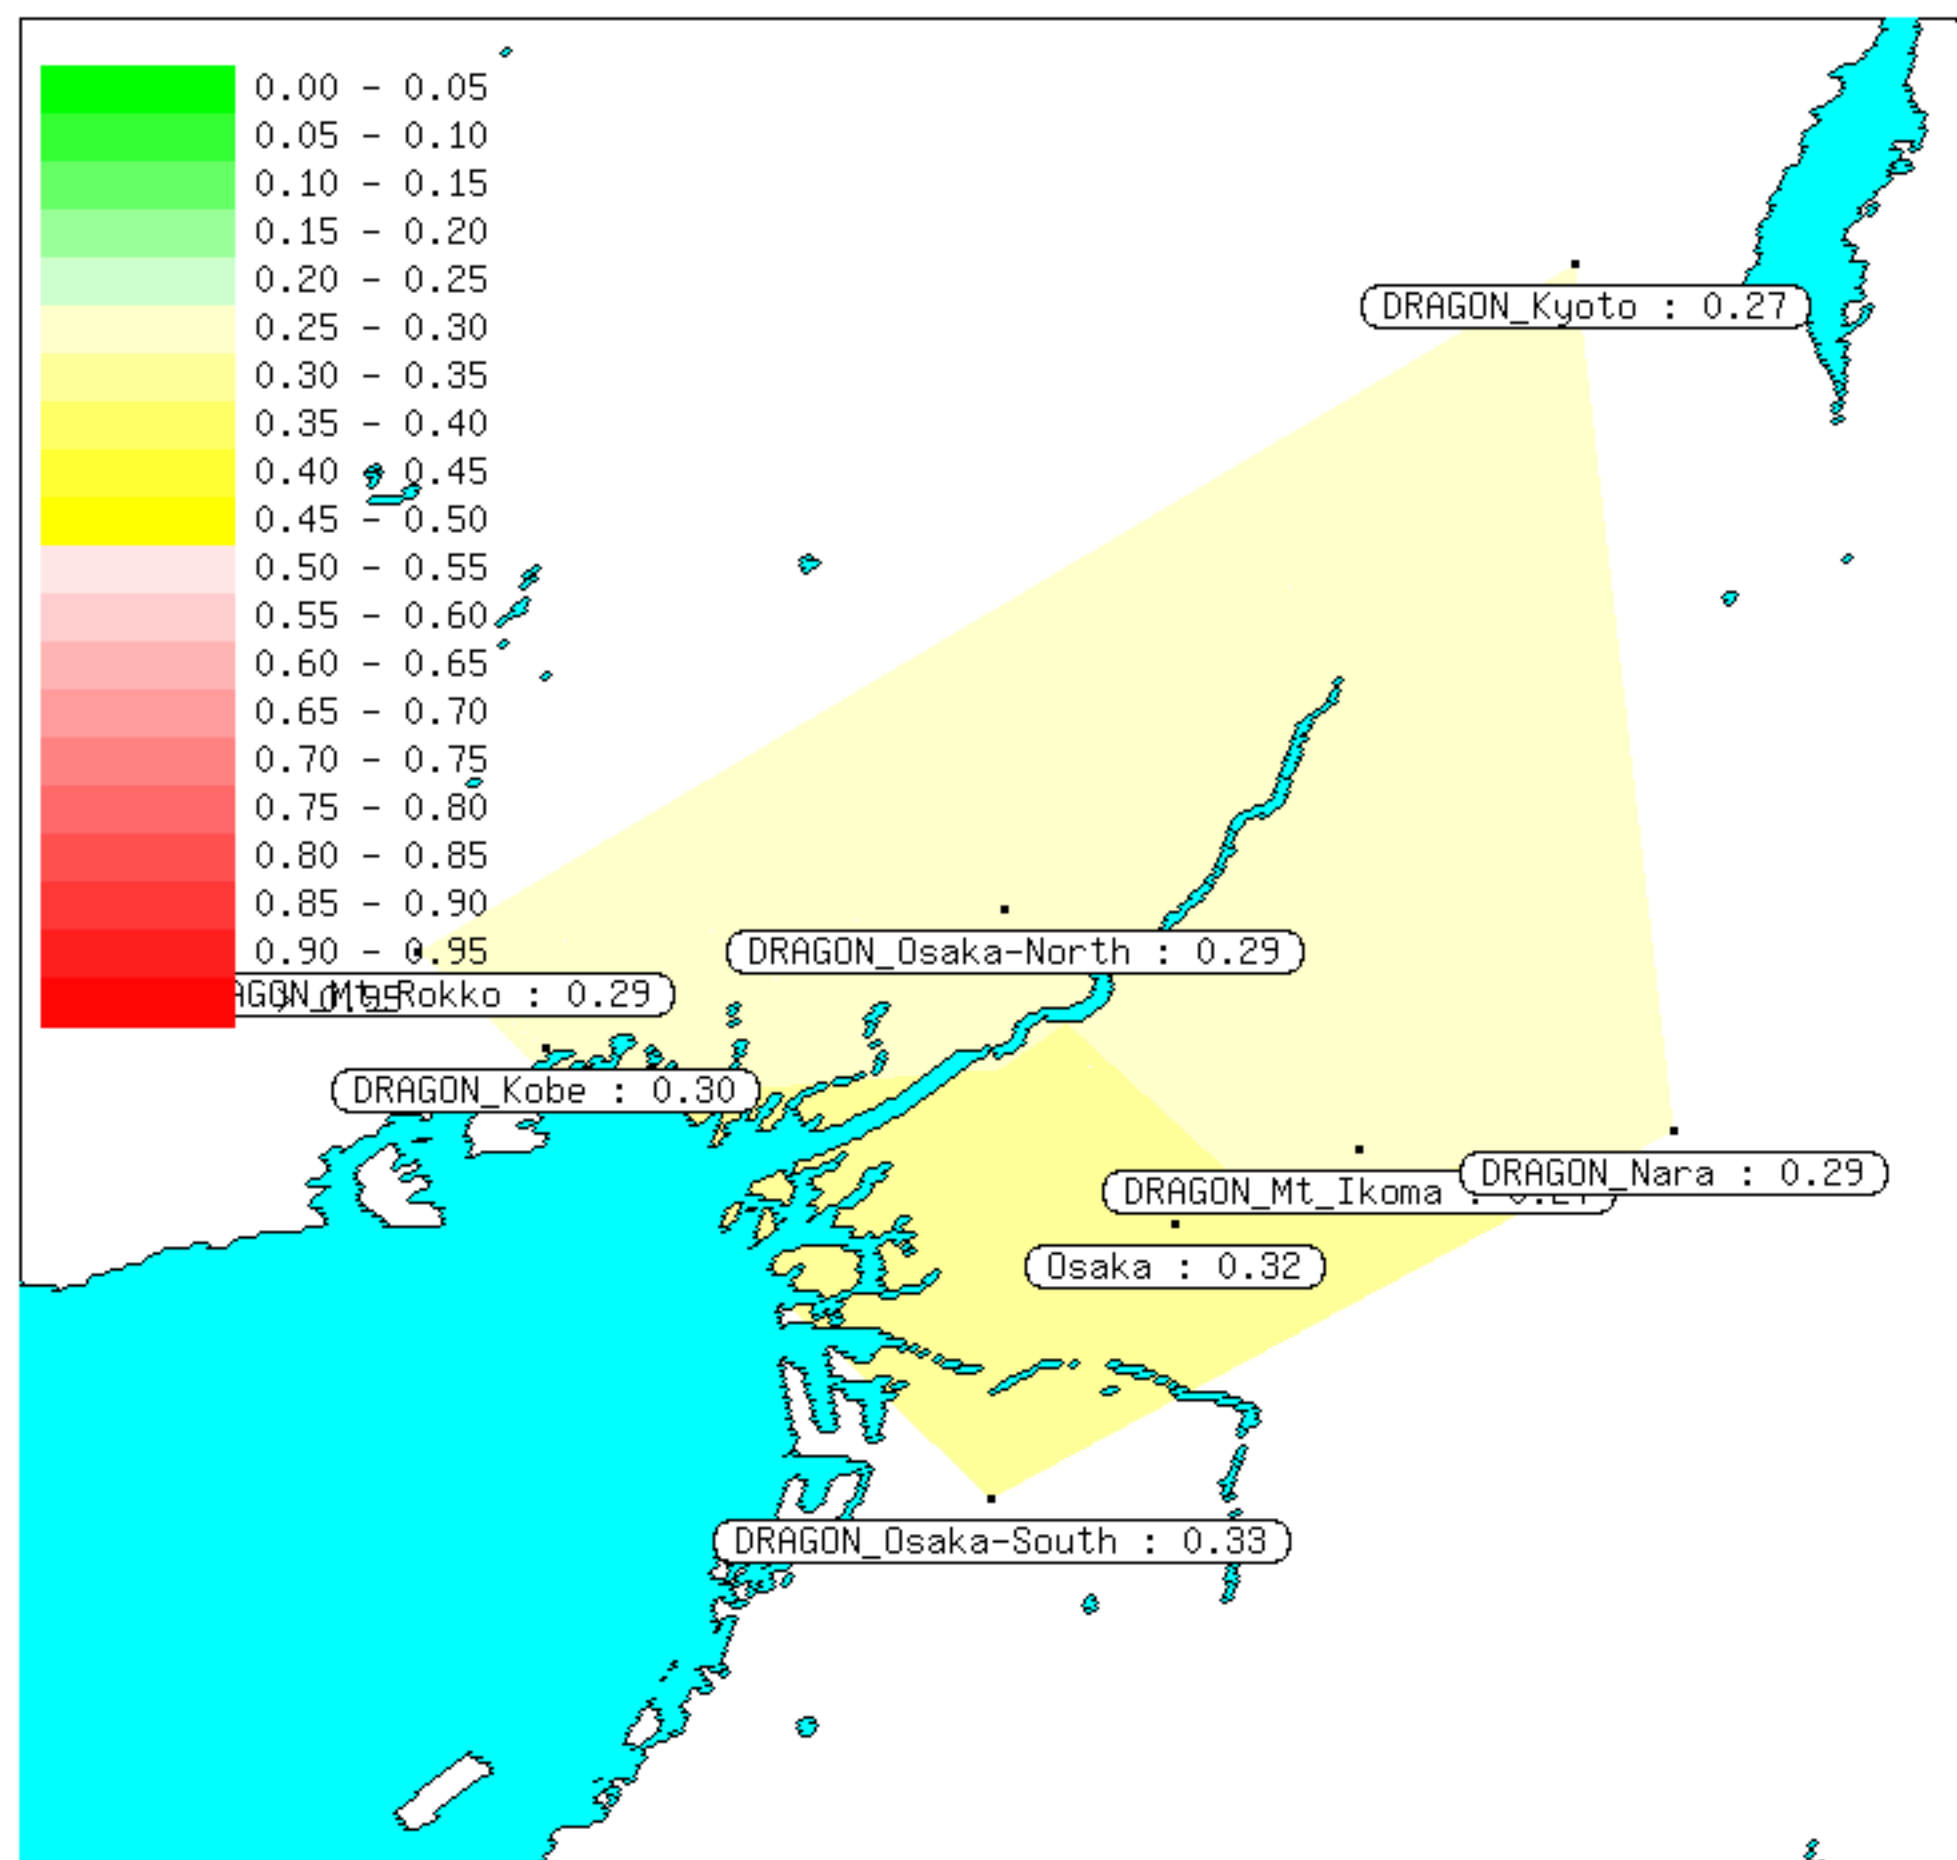 0.00 - 0.05
0.05 - 0.10
0.10 - 0.15
0.15 - 0.20
0.20 - 0.25
0.25 - 0.30
0.30 - 0.35
0.35 - 0.40
0.40 - 0.45
0.45 - 0.50
0.50 - 0.55
0.55 - 0.60
0.60 - 0.65
0.65 - 0.70
0.70 - 0.75
0.75 - 0.80
0.80 - 0.85
0.85 - 0.90
0.90 - 0.95
> 0.95
DRAGON_Kyoto : 0.27
DRAGON_Osaka-North : 0.29
AGON_Mt_Rokko : 0.29
DRAGON_Kobe : 0.30
DRAGON_Nara : 0.29
DRAGON_Mt_Ikoma :
Osaka : 0.32
DRAGON_Osaka-South : 0.33